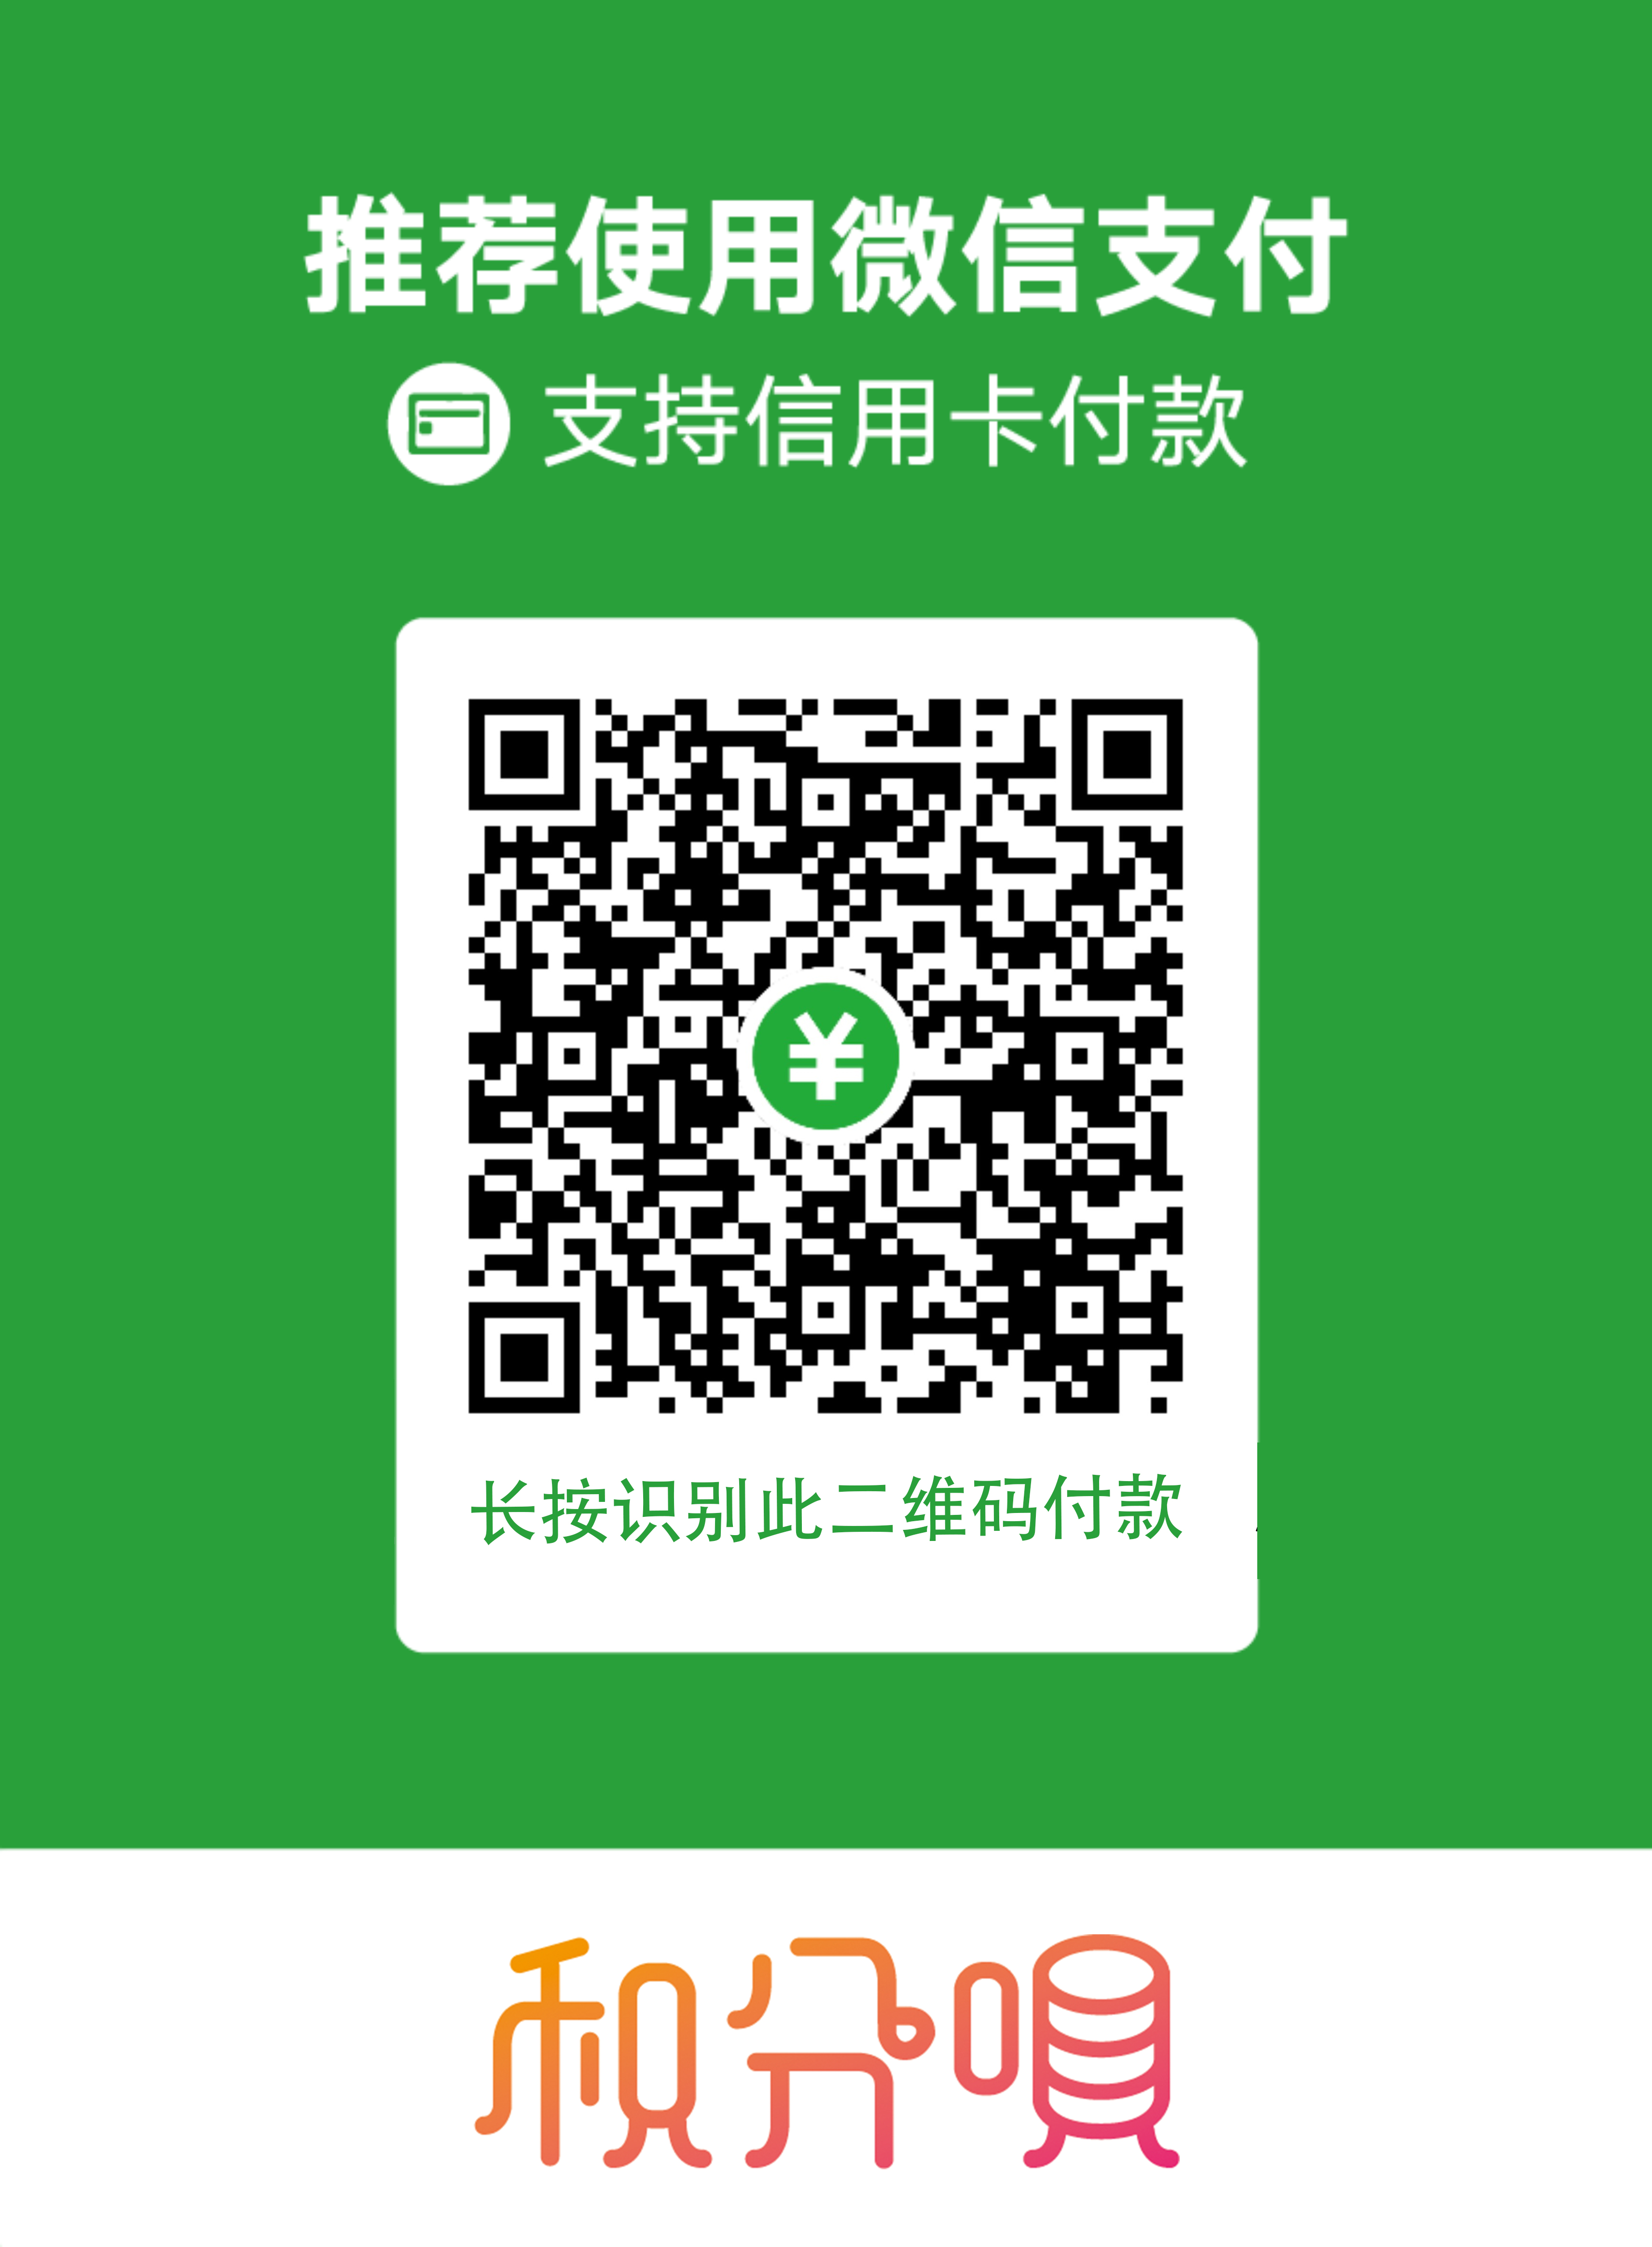 推荐使用微信支付
支持信用卡付款
¥
长按识别此二维码付款
积分呗